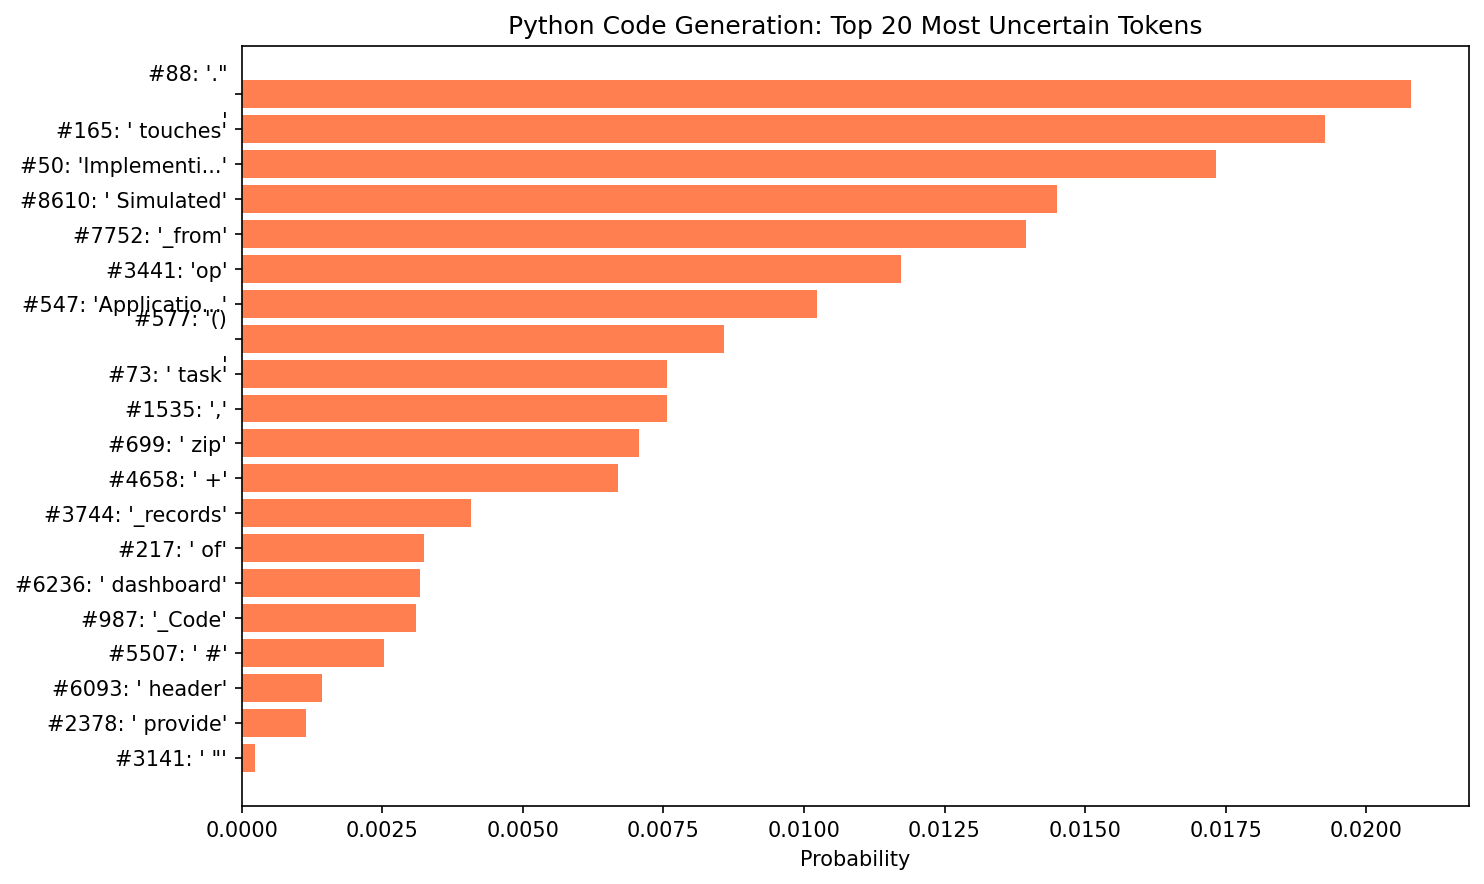 Python Code Generation: Top 20 Most Uncertain Tokens
#88: '."
'
#165: ' touches'
#50: 'Implementi...'
#8610: ' Simulated'
#7752: '_from'
#3441: 'op'
#547: 'Applicatio...'
#577: '()
'
#73: ' task'
#1535: ','
#699: ' zip'
#4658: ' +'
#3744: '_records'
#217: ' of'
#6236: ' dashboard'
#987: '_Code'
#5507: ' #'
#6093: ' header'
#2378: ' provide'
#3141: ' "'
0.0000 0.0025 0.0050 0.0075 0.0100 0.0125 0.0150 0.0175 0.0200
Probability